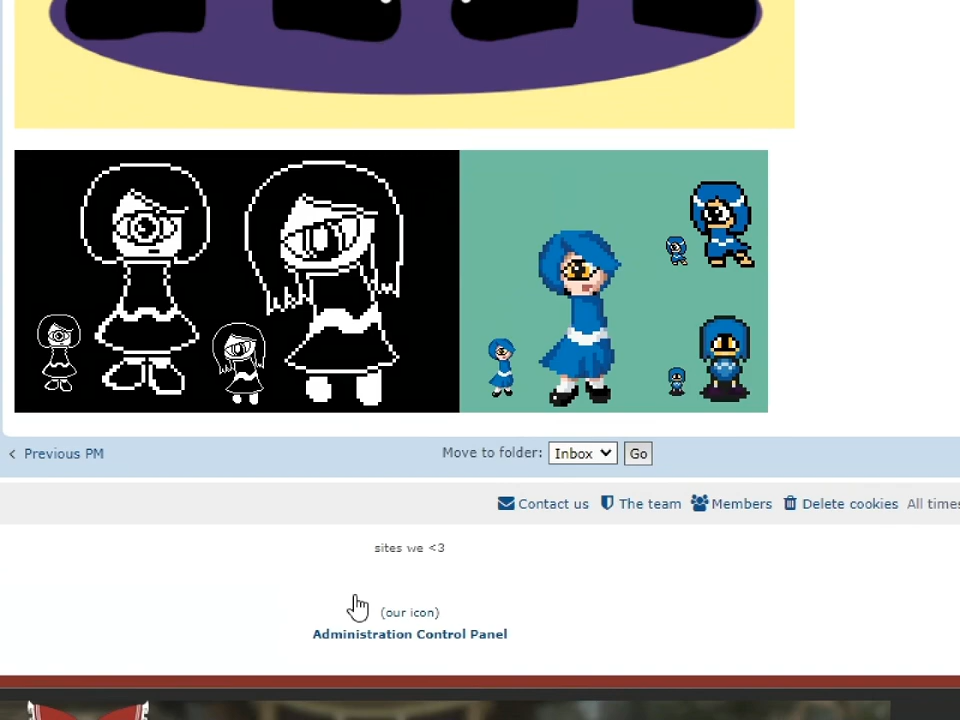 Previous PM
Move to folder: Inbox Go
Contact us The team Members Delete cookies All times
sites we <3
(our icon)
Administration Control Panel